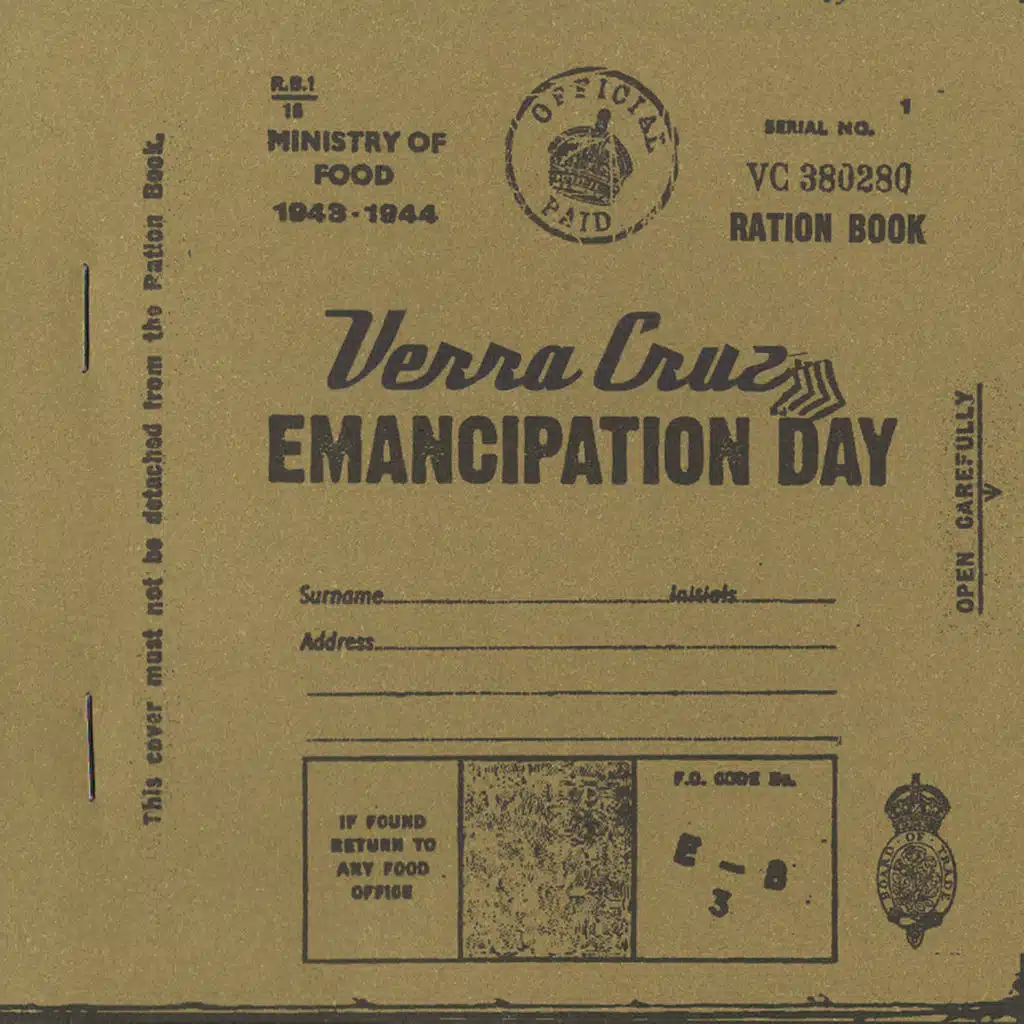 R.B.1
16
MINISTRY OF
FOOD
1943-1944
OFFICIAL
PAID
1
SERIAL NO.
VC 380280
RATION BOOK
This cover must not be detached from the Ration Book.
Verra Cruz
EMANCIPATION DAY
OPEN CAREFULLY
Surname
Initials
Address
IF FOUND
RETURN TO
ANY FOOD
OFFICE
F.O. CODE No.
E - B
3
BOARD OF TRADE